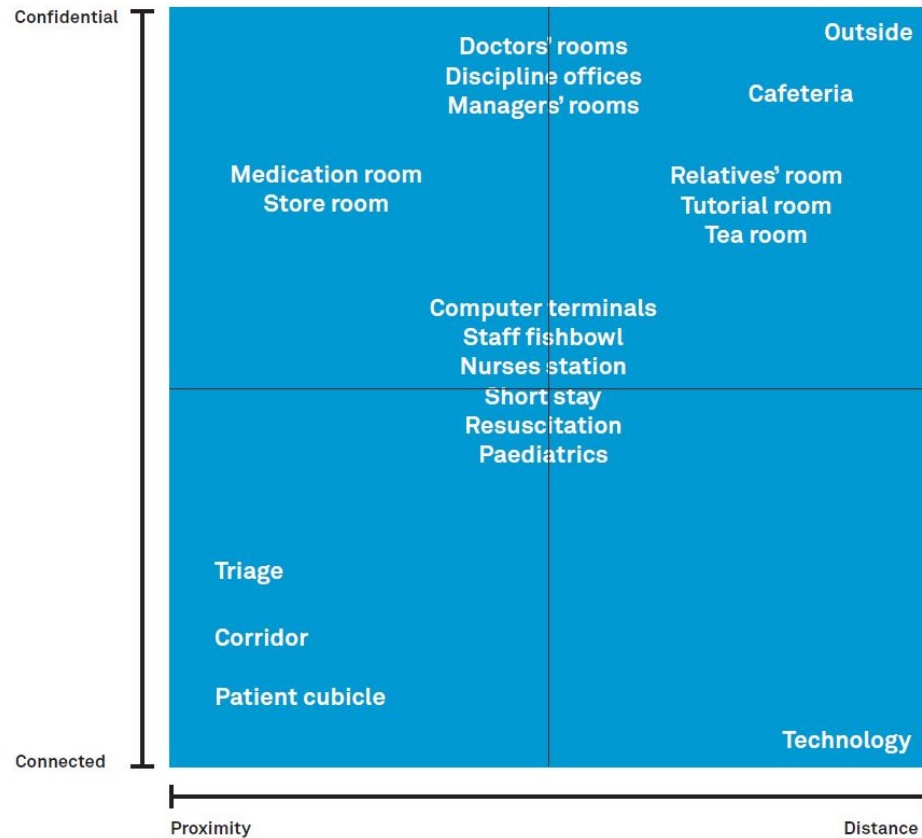 Confidential
Outside
Doctors' rooms
Discipline offices
Managers' rooms
Cafeteria
Medication room
Store room
Relatives' room
Tutorial room
Tea room
Computer terminals
Staff fishbowl
Nurses station
Short stay
Resuscitation
Paediatrics
Triage
Corridor
Patient cubicle
Technology
Connected
Proximity
Distance